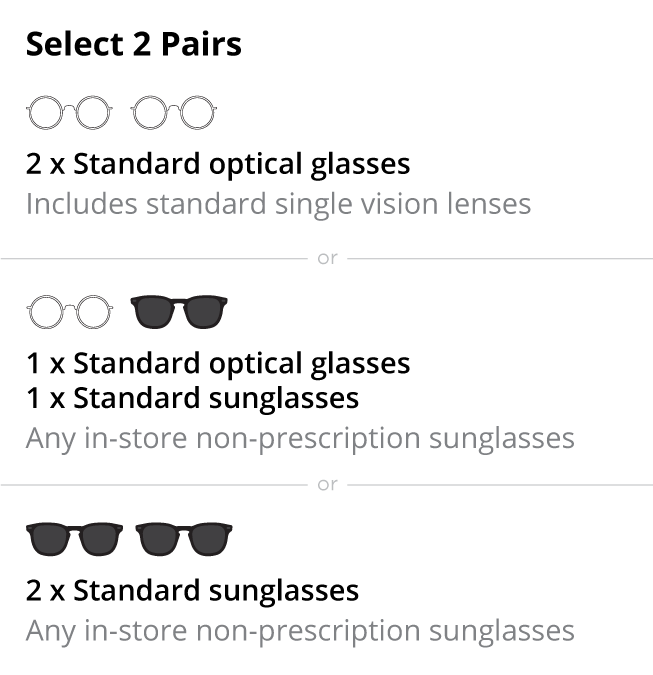 Select 2 Pairs
2 x Standard optical glasses
Includes standard single vision lenses
or
1 x Standard optical glasses
1 x Standard sunglasses
Any in-store non-prescription sunglasses
or
2 x Standard sunglasses
Any in-store non-prescription sunglasses